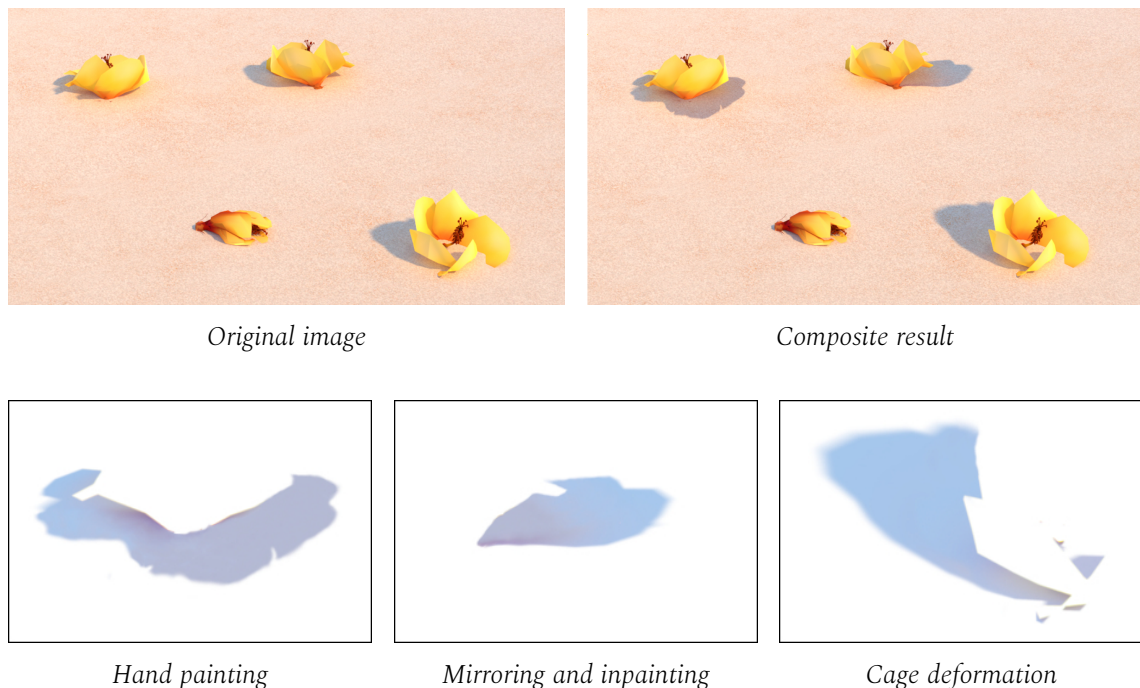 Original image
Composite result
Hand painting
Mirroring and inpainting
Cage deformation